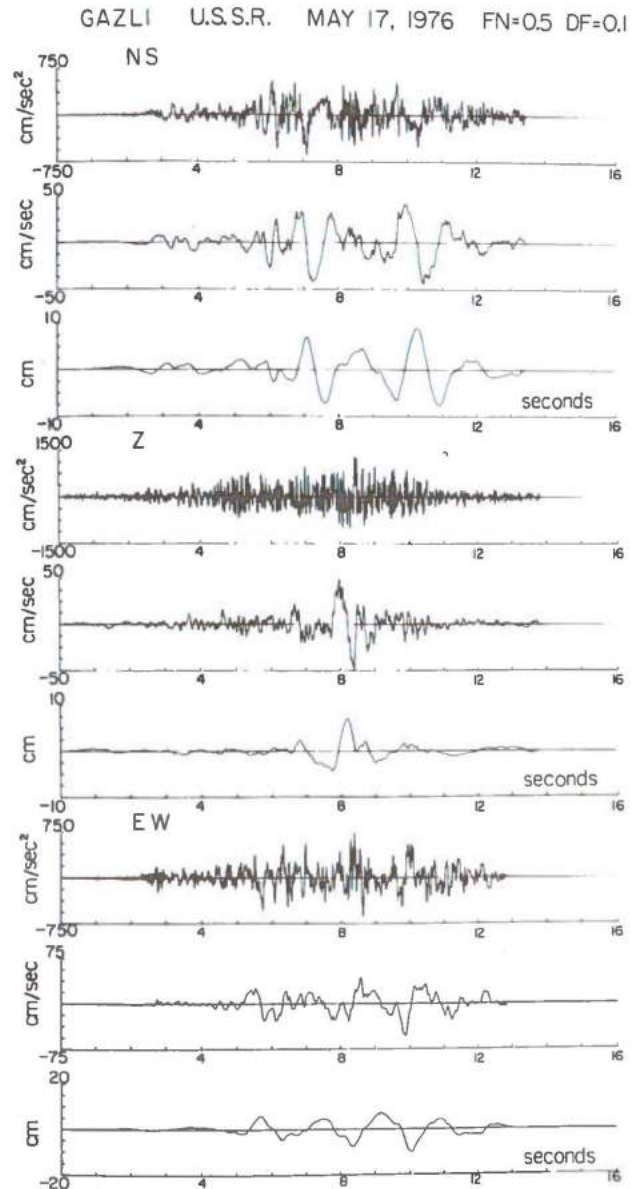 GAZLI U.S.S.R. MAY 17, 1976 FN=0.5 DF=0.1
NS
750
cm/sec²
-750
4 8 12 16
50
cm/sec
-50
4 8 12 16
10
cm
-10
seconds
4 8 12 16
Z
1500
cm/sec²
-1500
4 8 12 16
50
cm/sec
-50
4 8 12 16
10
cm
-10
seconds
4 8 12 16
EW
750
cm/sec²
-750
4 8 12 16
75
cm/sec
-75
4 8 12 16
20
cm
-20
seconds
4 8 12 16